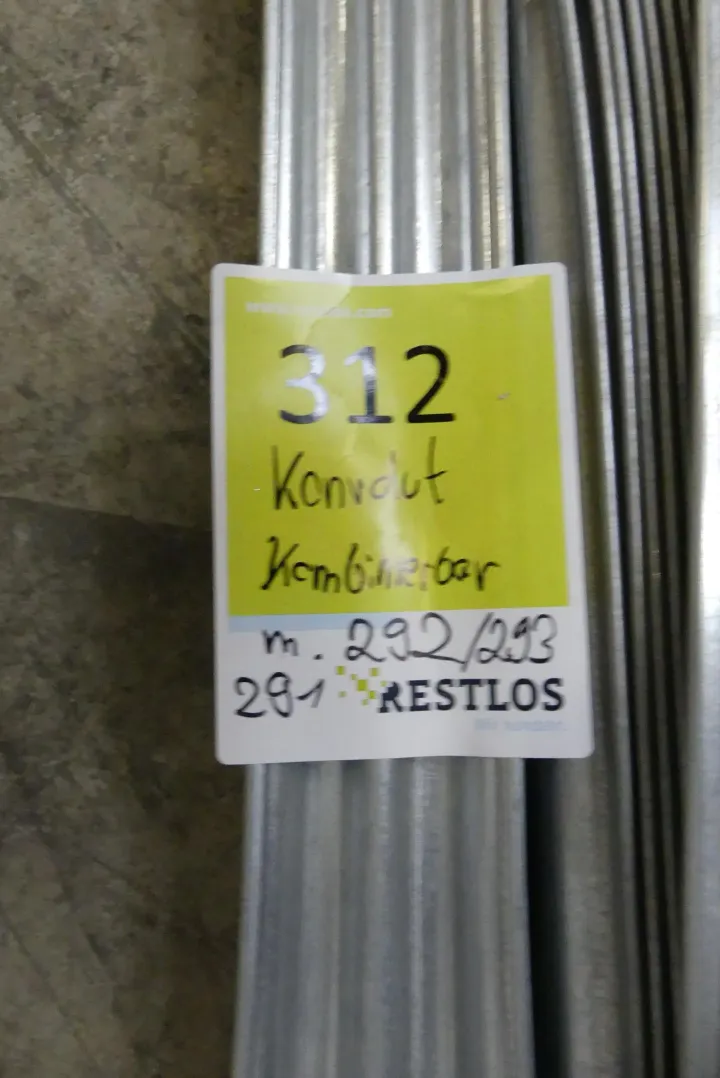 312
Konvolut
Kombinierbar
m. 292/293
291 RESTLOS